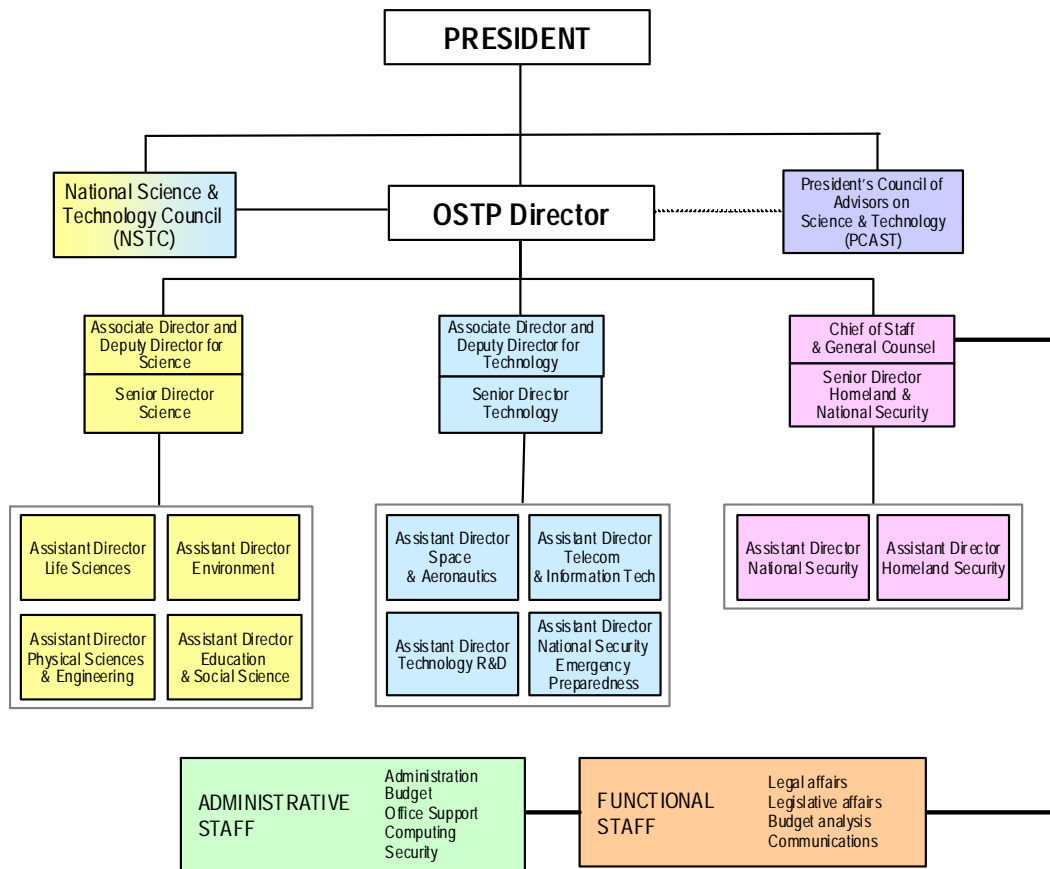 PRESIDENT
National Science &
Technology Council
(NSTC)
OSTP Director
President's Council of
Advisors on
Science & Technology
(PCAST)
Associate Director and
Deputy Director for
Science
Senior Director
Science
Associate Director and
Deputy Director for
Technology
Senior Director
Technology
Chief of Staff
& General Counsel
Senior Director
Homeland &
National Security
Assistant Director
Life Sciences
Assistant Director
Environment
Assistant Director
Physical Sciences
& Engineering
Assistant Director
Education
& Social Science
Assistant Director
Space
& Aeronautics
Assistant Director
Telecom
& Information Tech
Assistant Director
Technology R&D
Assistant Director
National Security
Emergency
Preparedness
Assistant Director
National Security
Assistant Director
Homeland Security
ADMINISTRATIVE
STAFF
Administration
Budget
Office Support
Computing
Security
FUNCTIONAL
STAFF
Legal affairs
Legislative affairs
Budget analysis
Communications